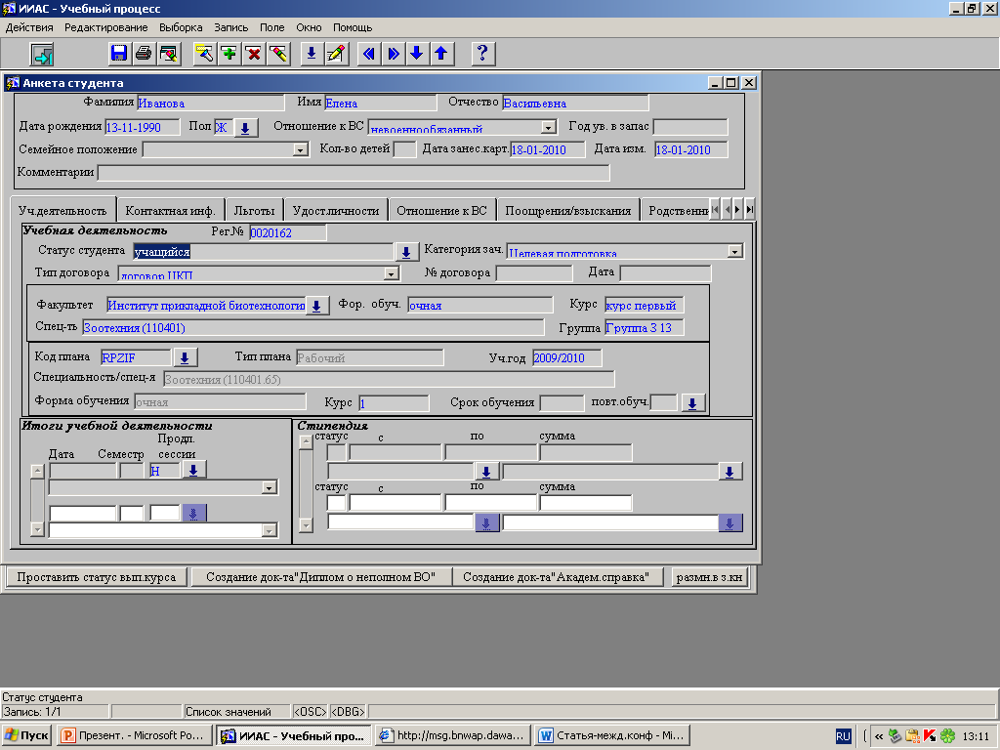 ИИАС - Учебный процесс
Действия Редактирование Выборка Запись Поле Окно Помощь
Анкета студента
Фамилия Иванова Имя Елена Отчество Васильевна
Дата рождения 13-11-1990 Пол Ж Отношение к ВС невоеннообязанный Год ув. в запас
Семейное положение Кол-во детей Дата занес.карт. 18-01-2010 Дата изм. 18-01-2010
Комментарии
Уч.деятельность Контактная инф. Льготы Удост.личности Отношение к ВС Поощрения/взыскания Родственни
Учебная деятельность Рег.№ 0020162
Статус студента учащийся Категория зач. Целевая подготовка
Тип договора договор ЦКП № договора Дата
Факультет Институт прикладной биотехнологи Фор. обуч. очная Курс курс первый
Спец-ть Зоотехния (110401) Группа Группа З 13
Код плана RPZIF Тип плана Рабочий Уч.год 2009/2010
Специальность/спец-я Зоотехния (110401.65)
Форма обучения очная Курс 1 Срок обучения повт.обуч.
Итоги учебной деятельности Стипендия
Продл.
Дата Семестр сессии статус с по сумма
Н
статус с по сумма
Проставить статус вып.курса Создание док-та"Диплом о неполном ВО" Создание док-та"Академ.справка" размн.в з.кн
Статус студента
Запись: 1/1 Список значений <OSC> <DBG>
Пуск Презент. - Microsoft Po... ИИАС - Учебный про... http://msg.bnwap.dawa... Статья-межд.конф - Mi... RU « 13:11